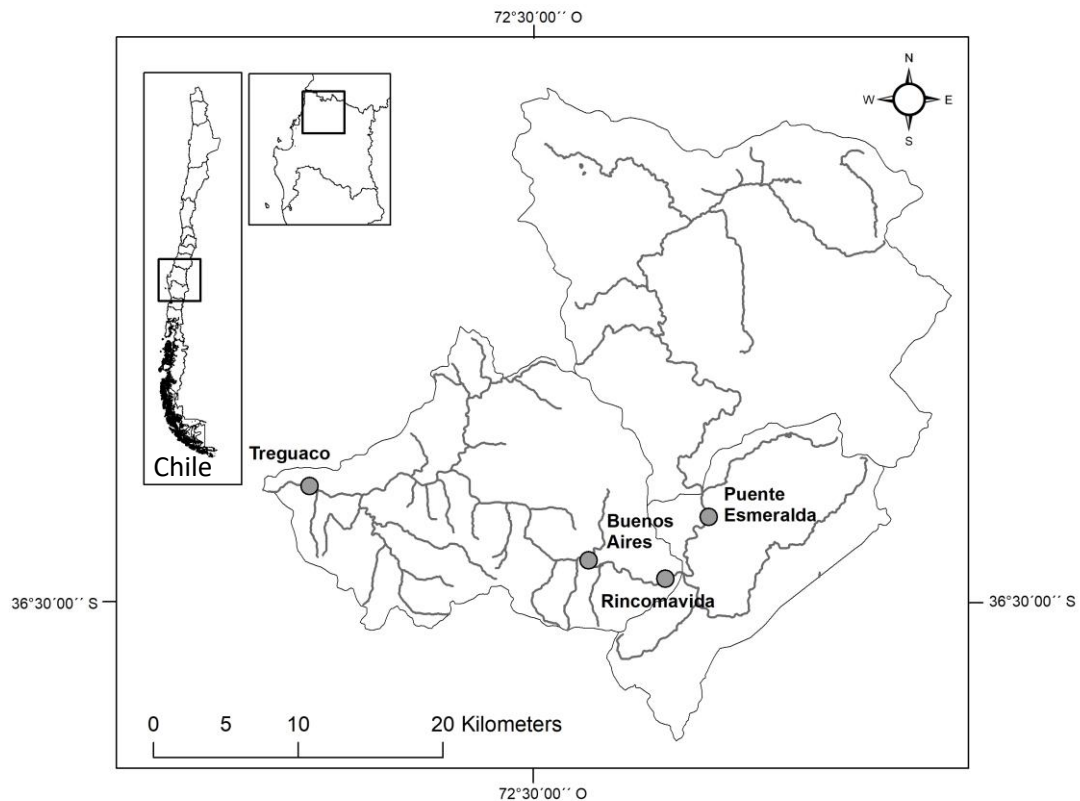 72°30´00´´ O
N
W
E
S
Chile
Treguaco
Puente
Esmeralda
Buenos
Aires
Rincomavida
36°30´00´´ S
36°30´00´´ S
0 5 10 20 Kilometers
72°30´00´´ O